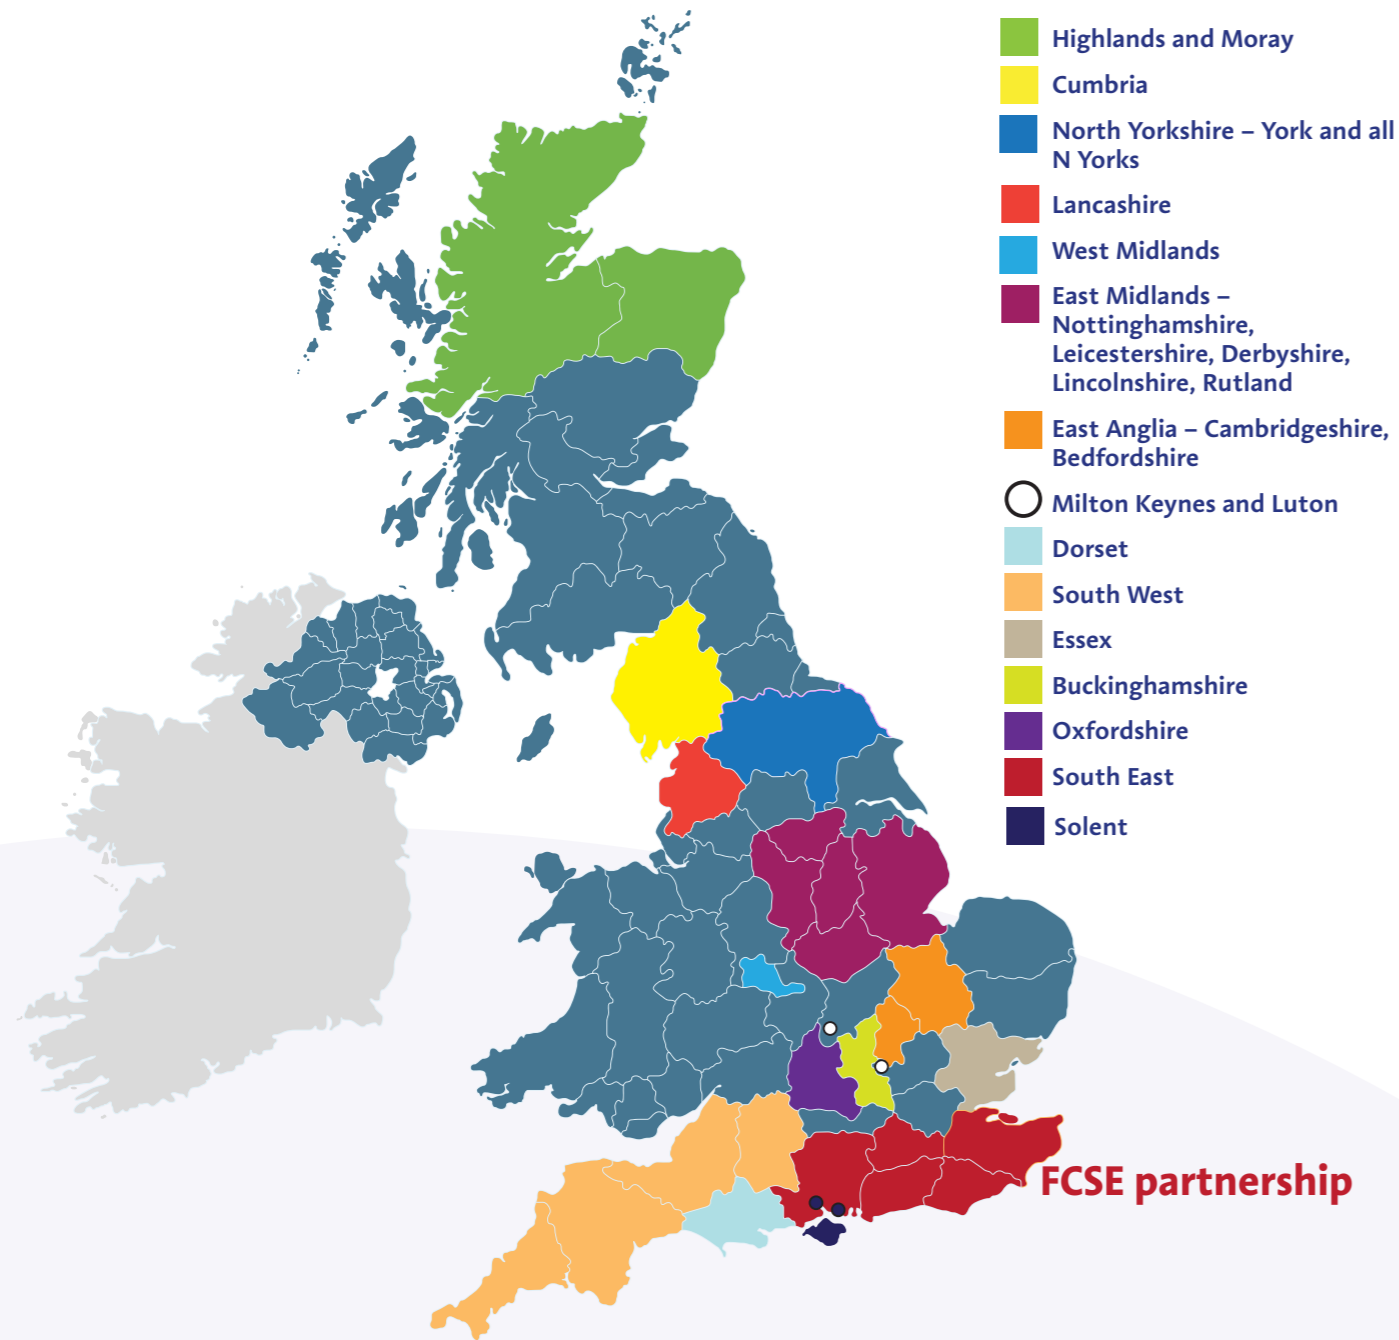 Highlands and Moray
Cumbria
North Yorkshire – York and all
N Yorks
Lancashire
West Midlands
East Midlands –
Nottinghamshire,
Leicestershire, Derbyshire,
Lincolnshire, Rutland
East Anglia – Cambridgeshire,
Bedfordshire
Milton Keynes and Luton
Dorset
South West
Essex
Buckinghamshire
Oxfordshire
South East
Solent
FCSE partnership